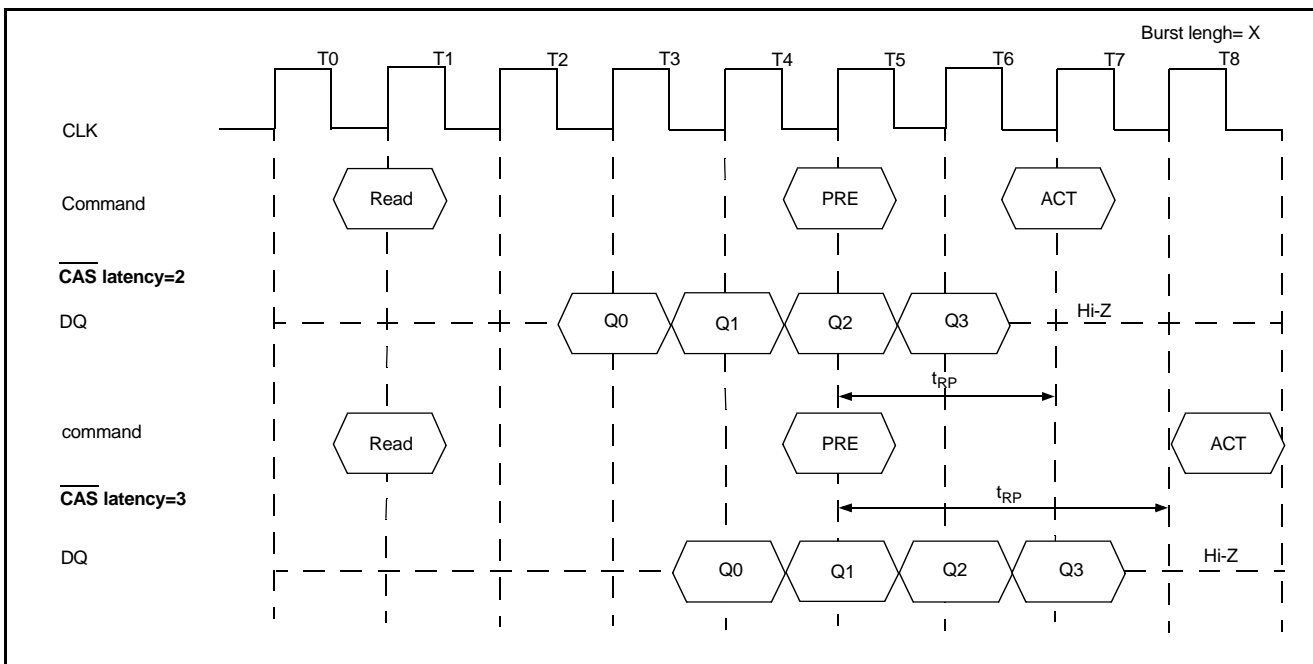 Burst lengh= X
T0 T1 T2 T3 T4 T5 T6 T7 T8
CLK
Command Read PRE ACT
CAS latency=2
DQ Q0 Q1 Q2 Q3 Hi-Z
tRP
command Read PRE ACT
CAS latency=3
tRP
DQ Q0 Q1 Q2 Q3 Hi-Z